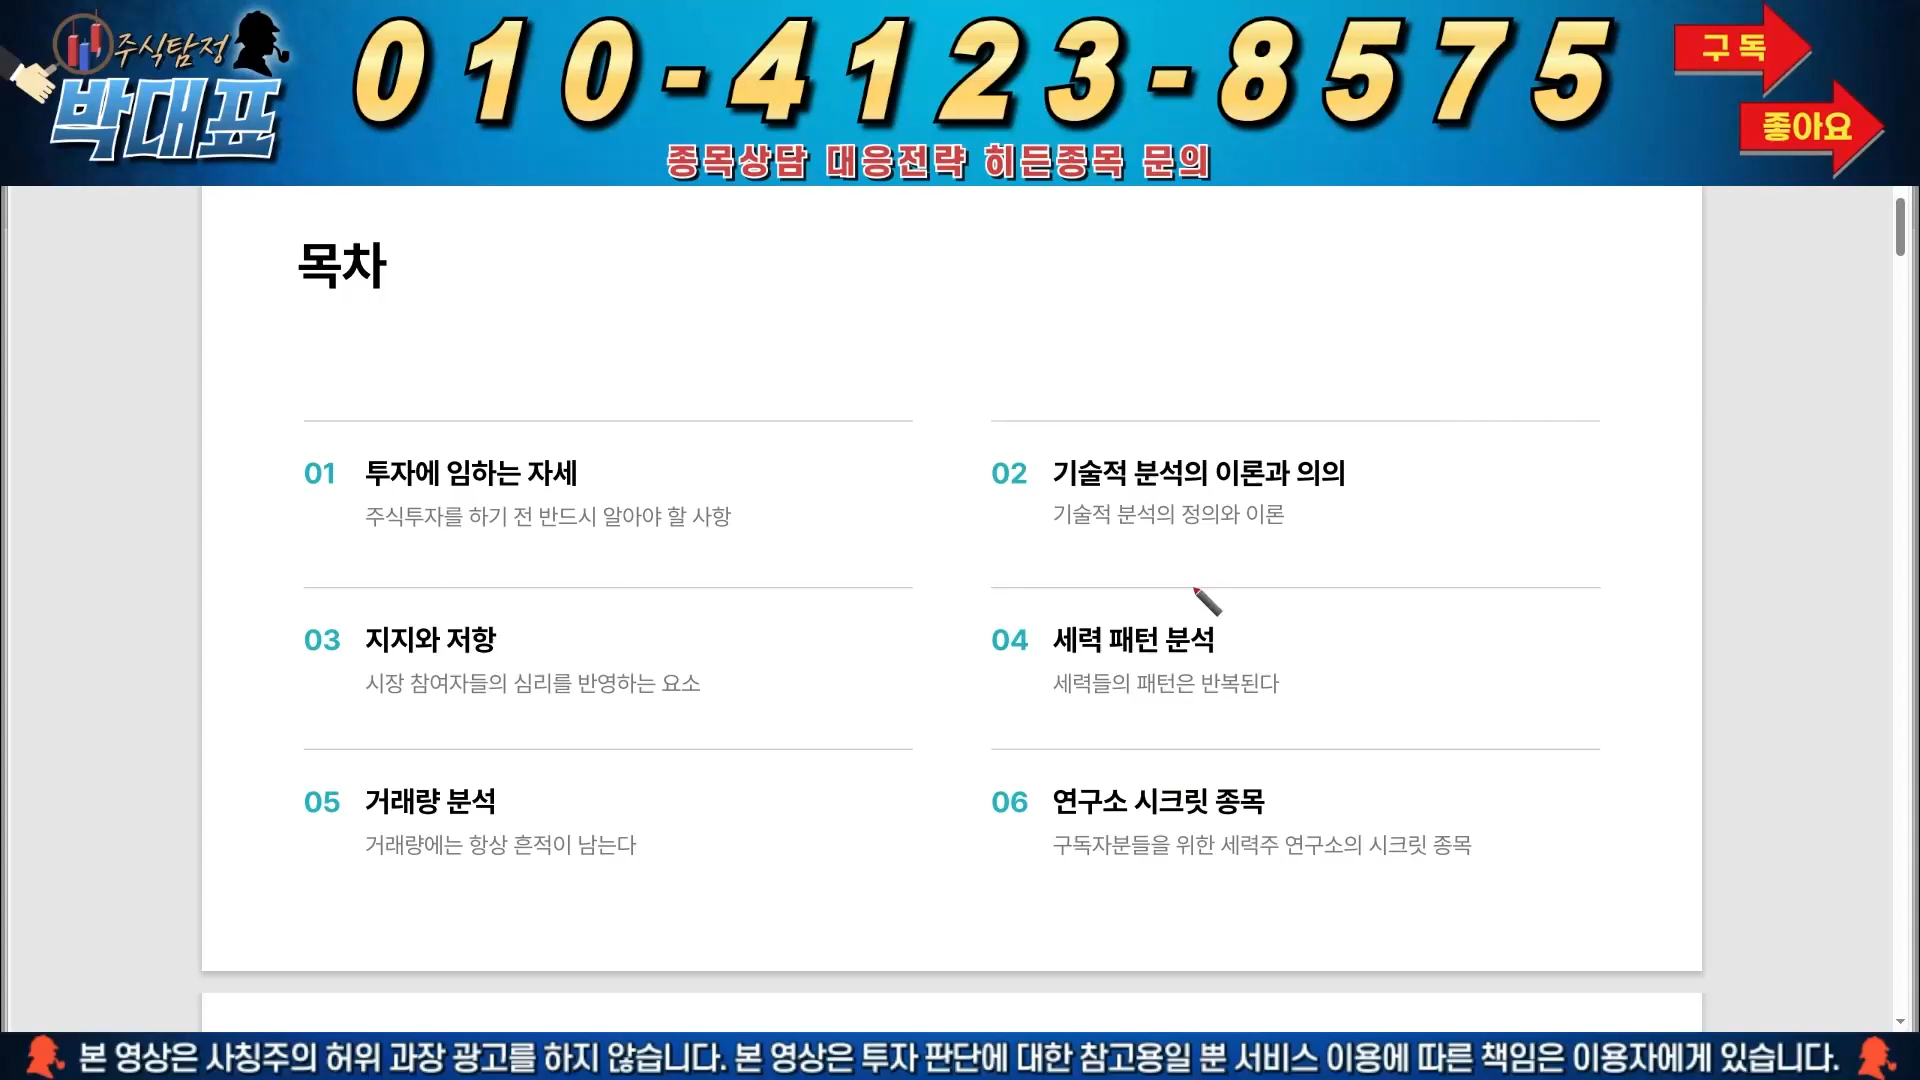 주식탐정
박대표
010-4123-8575
종목상담 대응전략 히든종목 문의
구독
좋아요
목차
01 투자에 임하는 자세
주식투자를 하기 전 반드시 알아야 할 사항
02 기술적 분석의 이론과 의의
기술적 분석의 정의와 이론
03 지지와 저항
시장 참여자들의 심리를 반영하는 요소
04 세력 패턴 분석
세력들의 패턴은 반복된다
05 거래량 분석
거래량에는 항상 흔적이 남는다
06 연구소 시크릿 종목
구독자분들을 위한 세력주 연구소의 시크릿 종목
본 영상은 사칭주의 허위 과장 광고를 하지 않습니다. 본 영상은 투자 판단에 대한 참고용일 뿐 서비스 이용에 따른 책임은 이용자에게 있습니다.